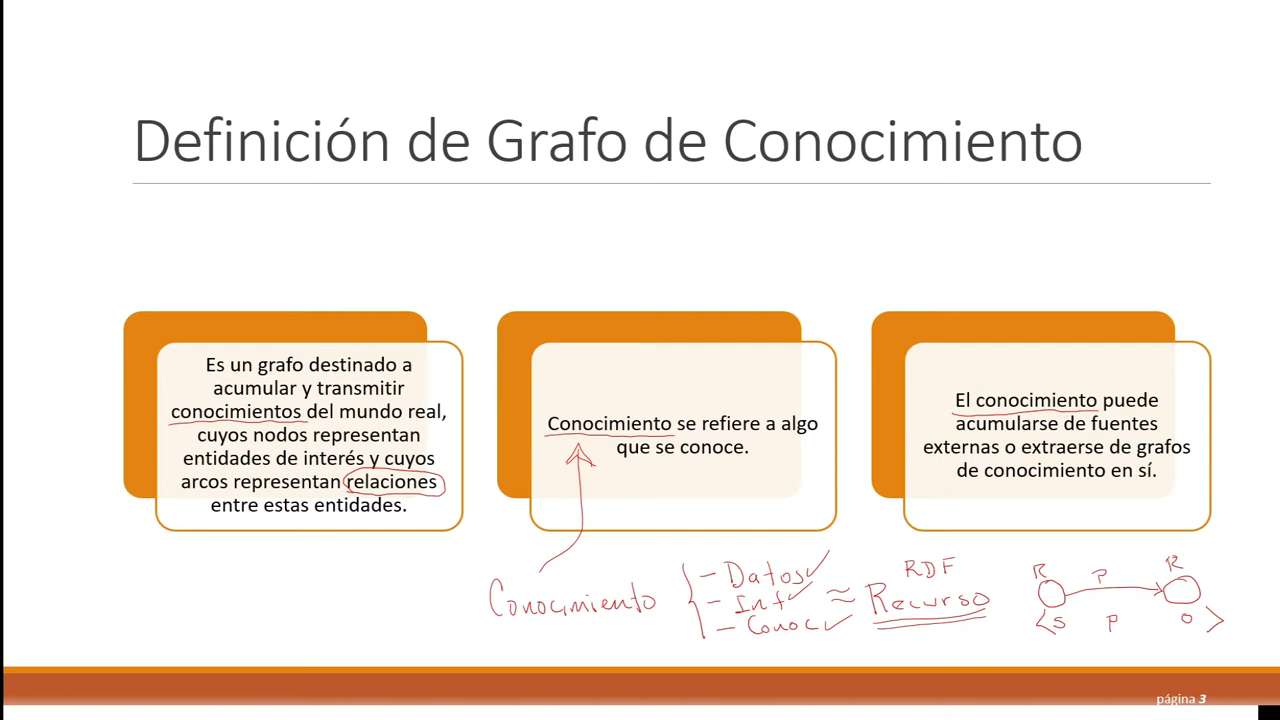 Definición de Grafo de Conocimiento
Es un grafo destinado a
acumular y transmitir
conocimientos del mundo real,
cuyos nodos representan
entidades de interés y cuyos
arcos representan relaciones
entre estas entidades.
Conocimiento se refiere a algo
que se conoce.
El conocimiento puede
acumularse de fuentes
externas o extraerse de grafos
de conocimiento en sí.
Conocimiento
- Datos ✓
- Inf ✓
- Conoc ✓
≈ Recurso
RDF
R P R
<S P O>
página 3